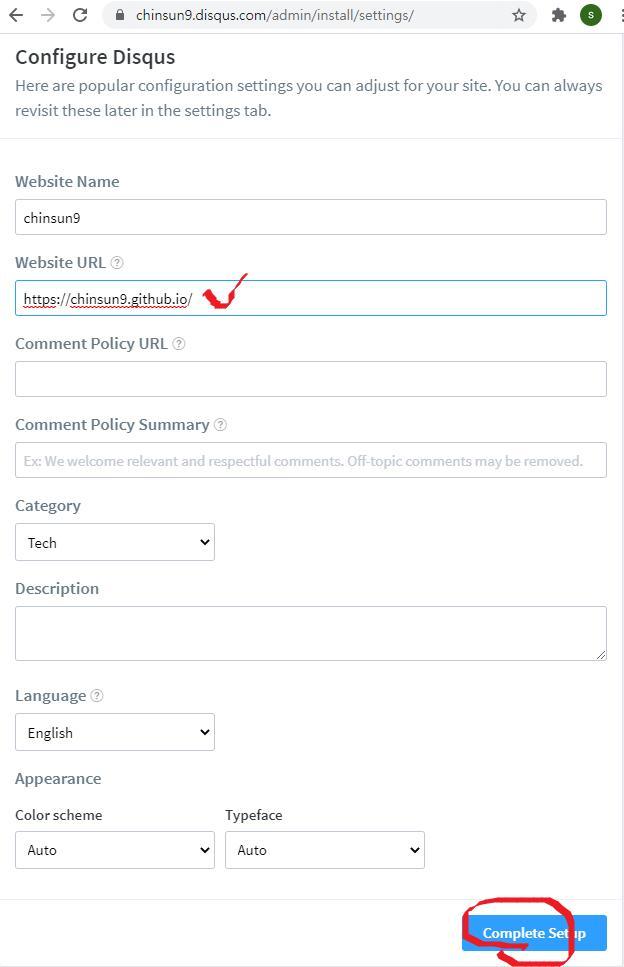 chinsun9.disqus.com/admin/install/settings/
S
Configure Disqus
Here are popular configuration settings you can adjust for your site. You can always
revisit these later in the settings tab.
Website Name
chinsun9
Website URL ?
https://chinsun9.github.io/
Comment Policy URL ?
Comment Policy Summary ?
Ex: We welcome relevant and respectful comments. Off-topic comments may be removed.
Category
Tech
Description
Language ?
English
Appearance
Color scheme Typeface
Auto Auto
Complete Setup